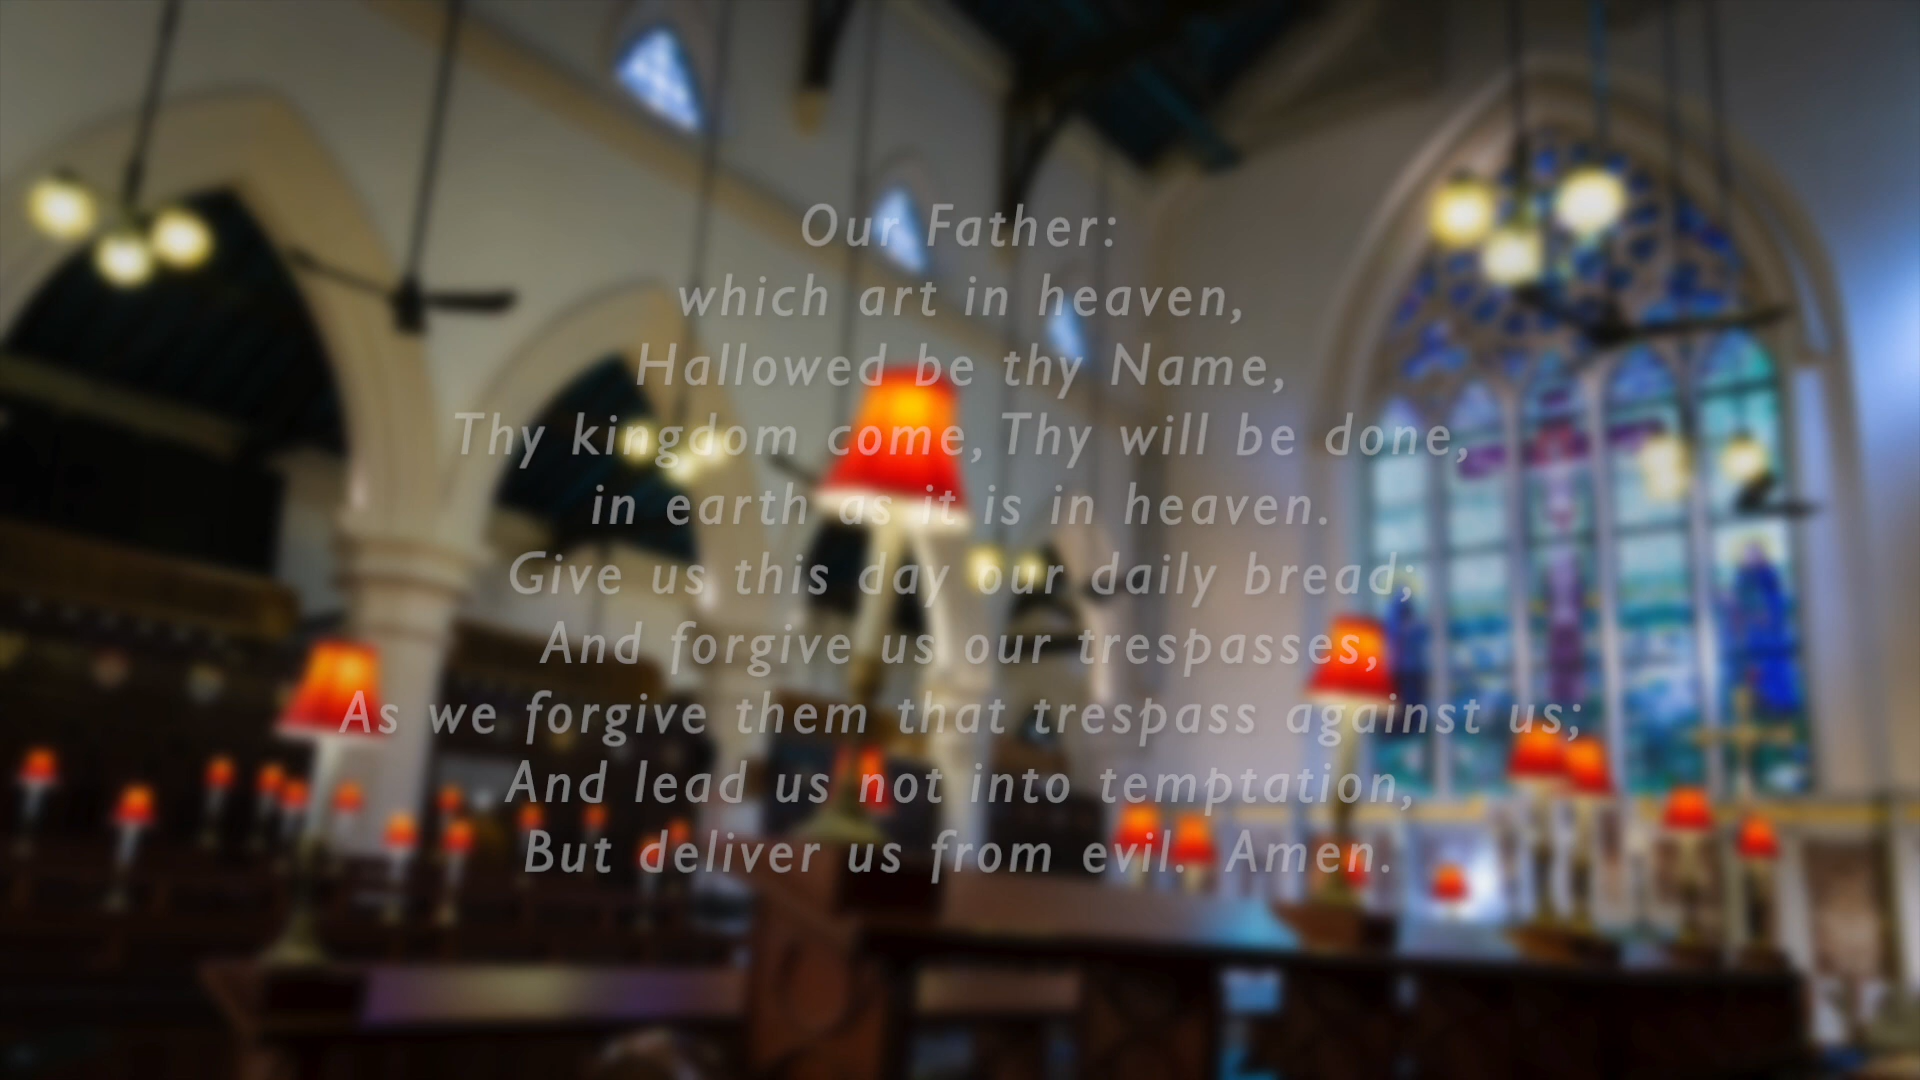 Our Father:
which art in heaven,
Hallowed be thy Name,
Thy kingdom come, Thy will be done,
in earth as it is in heaven.
Give us this day our daily bread;
And forgive us our trespasses,
As we forgive them that trespass against us;
And lead us not into temptation,
But deliver us from evil. Amen.